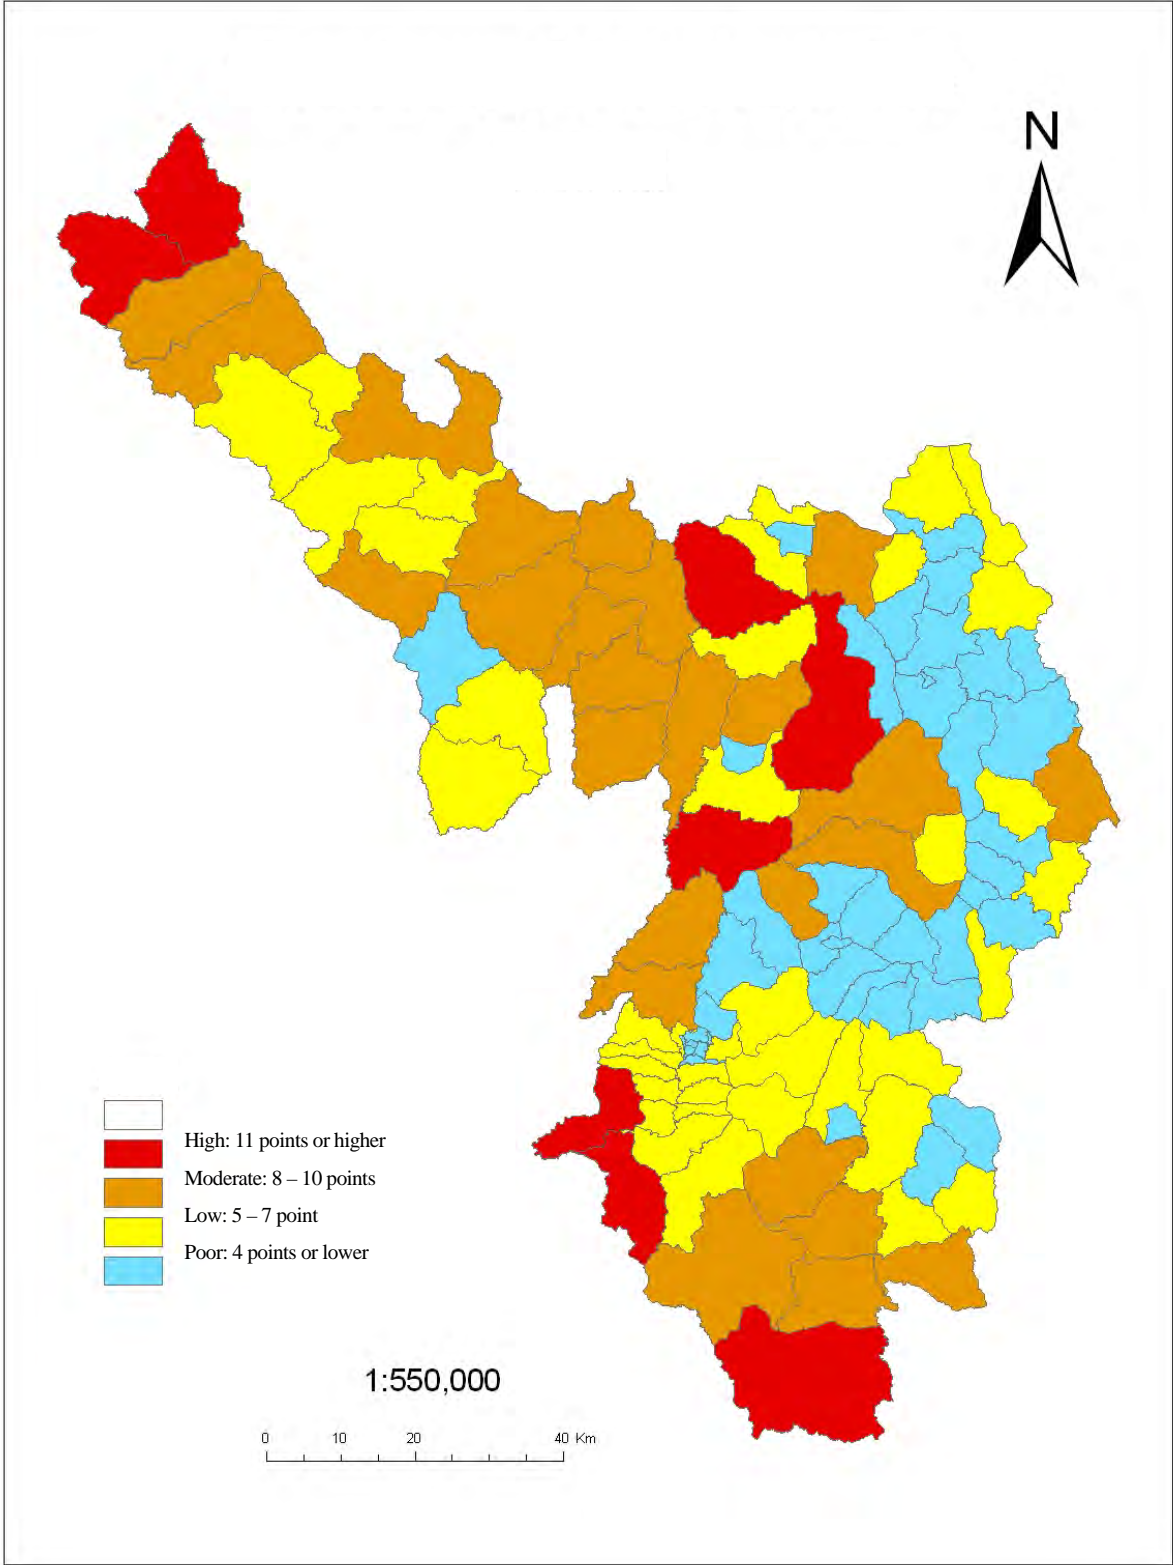 N
High: 11 points or higher
Moderate: 8 – 10 points
Low: 5 – 7 point
Poor: 4 points or lower
1:550,000
0 10 20 40 Km